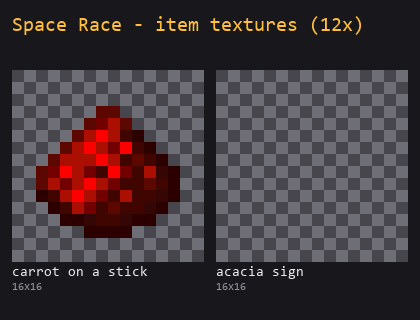 Space Race - item textures (12x)
carrot on a stick
acacia sign
16x16
16x16